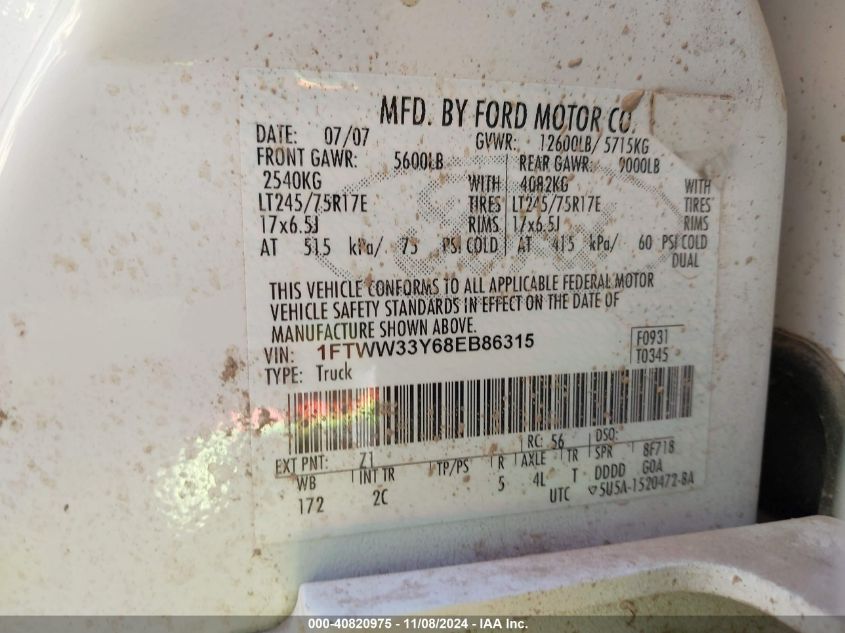 MFD. BY FORD MOTOR CO.
DATE: 07/07 GVWR: 12600LB/ 5715KG
FRONT GAWR: 5600LB REAR GAWR: 9000LB
2540KG WITH 4082KG WITH
LT245/75R17E TIRES LT245/75R17E TIRES
17x6.5J RIMS 17x6.5J RIMS
AT 515 kPa/ 75 PSI COLD AT 415 kPa/ 60 PSI COLD
DUAL
THIS VEHICLE CONFORMS TO ALL APPLICABLE FEDERAL MOTOR
VEHICLE SAFETY STANDARDS IN EFFECT ON THE DATE OF
MANUFACTURE SHOWN ABOVE.
VIN: 1FTWW33Y68EB86315 F0931
TYPE: Truck T0345
EXT PNT: Z1 RC: 56 DSO:
WB INT TR TP/PS R AXLE TR SPR 8F718
172 2C 5 4L T DDDD G0A
UTC ▽5U5A-1520472-BA
000-40820975 - 11/08/2024 - IAA Inc.